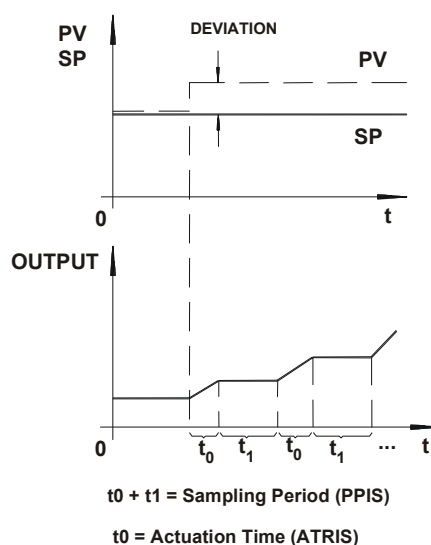 DEVIATION
PV
SP
PV
SP
0
t
OUTPUT
0
t0 t1 t0 t1 ... t
t0 + t1 = Sampling Period (PPIS)
t0 = Actuation Time (ATRIS)